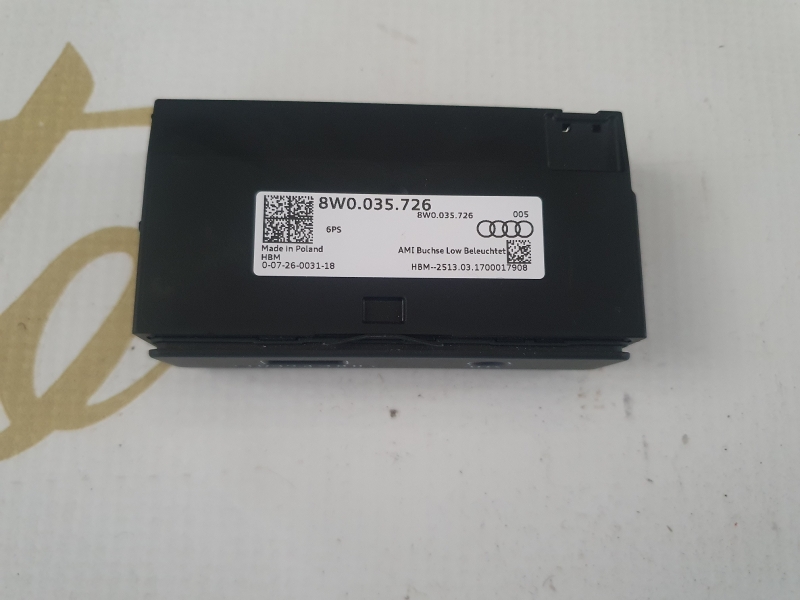 8W0.035.726
8W0.035.726 005
6PS
Made in Poland
AMI Buchse Low Beleuchtet
HBM
0-07-26-0031-18
HBM--2513.03.1700017908